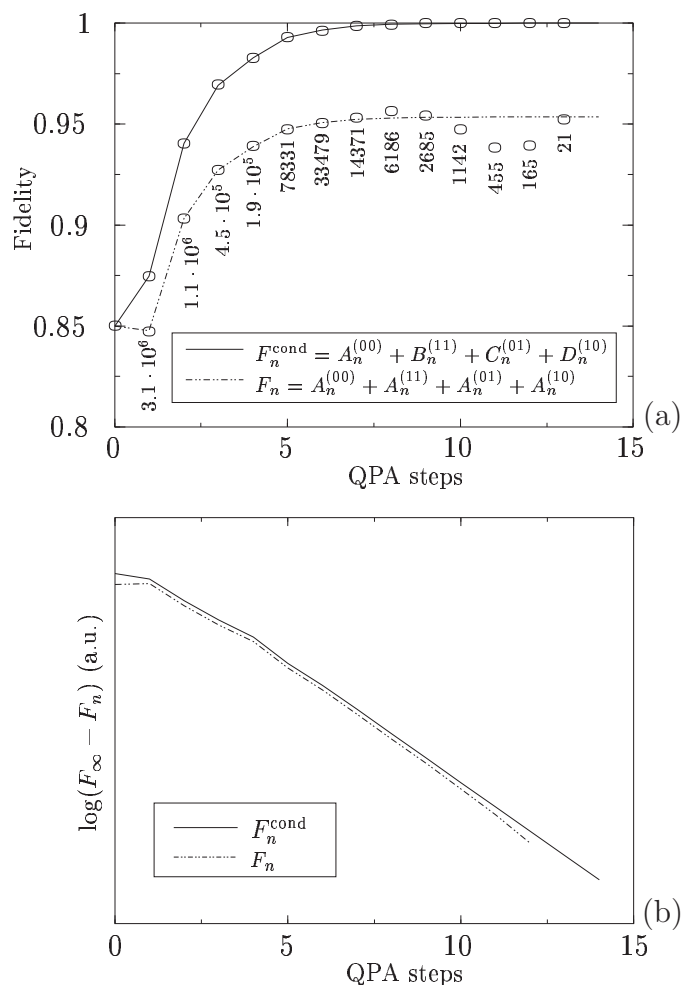 1
0.95
0.9
0.85
0.8
Fidelity
3.1 · 10^6
1.1 · 10^6
4.5 · 10^5
1.9 · 10^5
78331
33479
14371
6186
2685
1142
455
165
21
F_n^cond = A_n^(00) + B_n^(11) + C_n^(01) + D_n^(10)
F_n = A_n^(00) + A_n^(11) + A_n^(01) + A_n^(10)
(a)
0 5 10 15
QPA steps
log(F_∞ − F_n) (a.u.)
F_n^cond
F_n
(b)
0 5 10 15
QPA steps